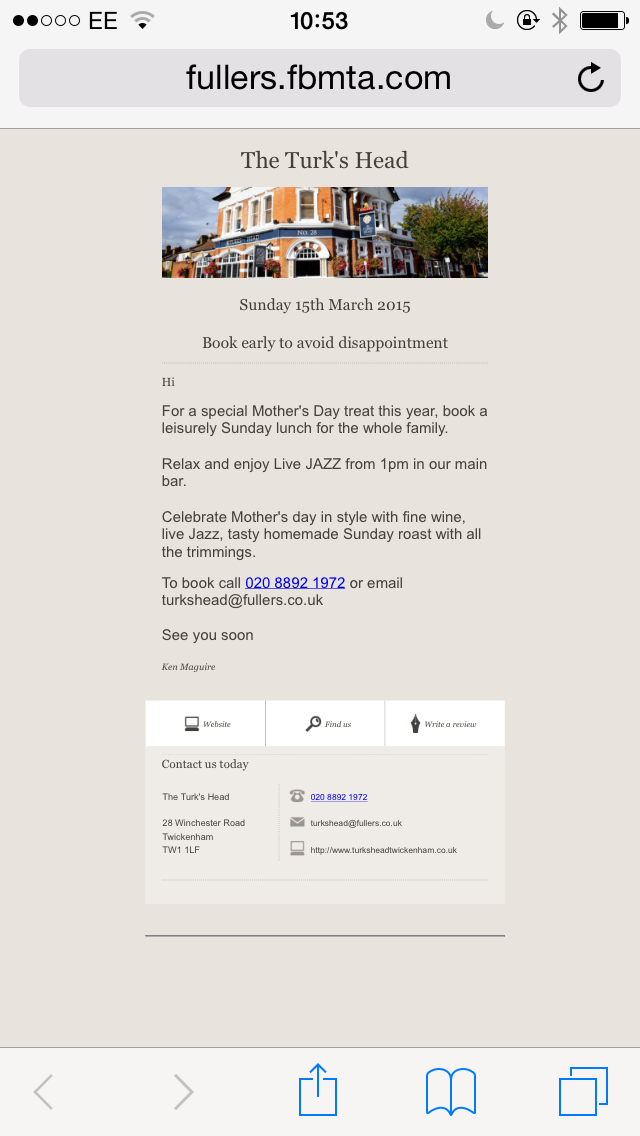 EE 10:53
fullers.fbmta.com
The Turk's Head
No. 28
Sunday 15th March 2015
Book early to avoid disappointment
Hi
For a special Mother's Day treat this year, book a
leisurely Sunday lunch for the whole family.
Relax and enjoy Live JAZZ from 1pm in our main
bar.
Celebrate Mother's day in style with fine wine,
live Jazz, tasty homemade Sunday roast with all
the trimmings.
To book call 020 8892 1972 or email
turkshead@fullers.co.uk
See you soon
Ken Maguire
Website Find us Write a review
Contact us today
The Turk's Head 020 8892 1972
28 Winchester Road turkshead@fullers.co.uk
Twickenham
TW1 1LF http://www.turksheadtwickenham.co.uk